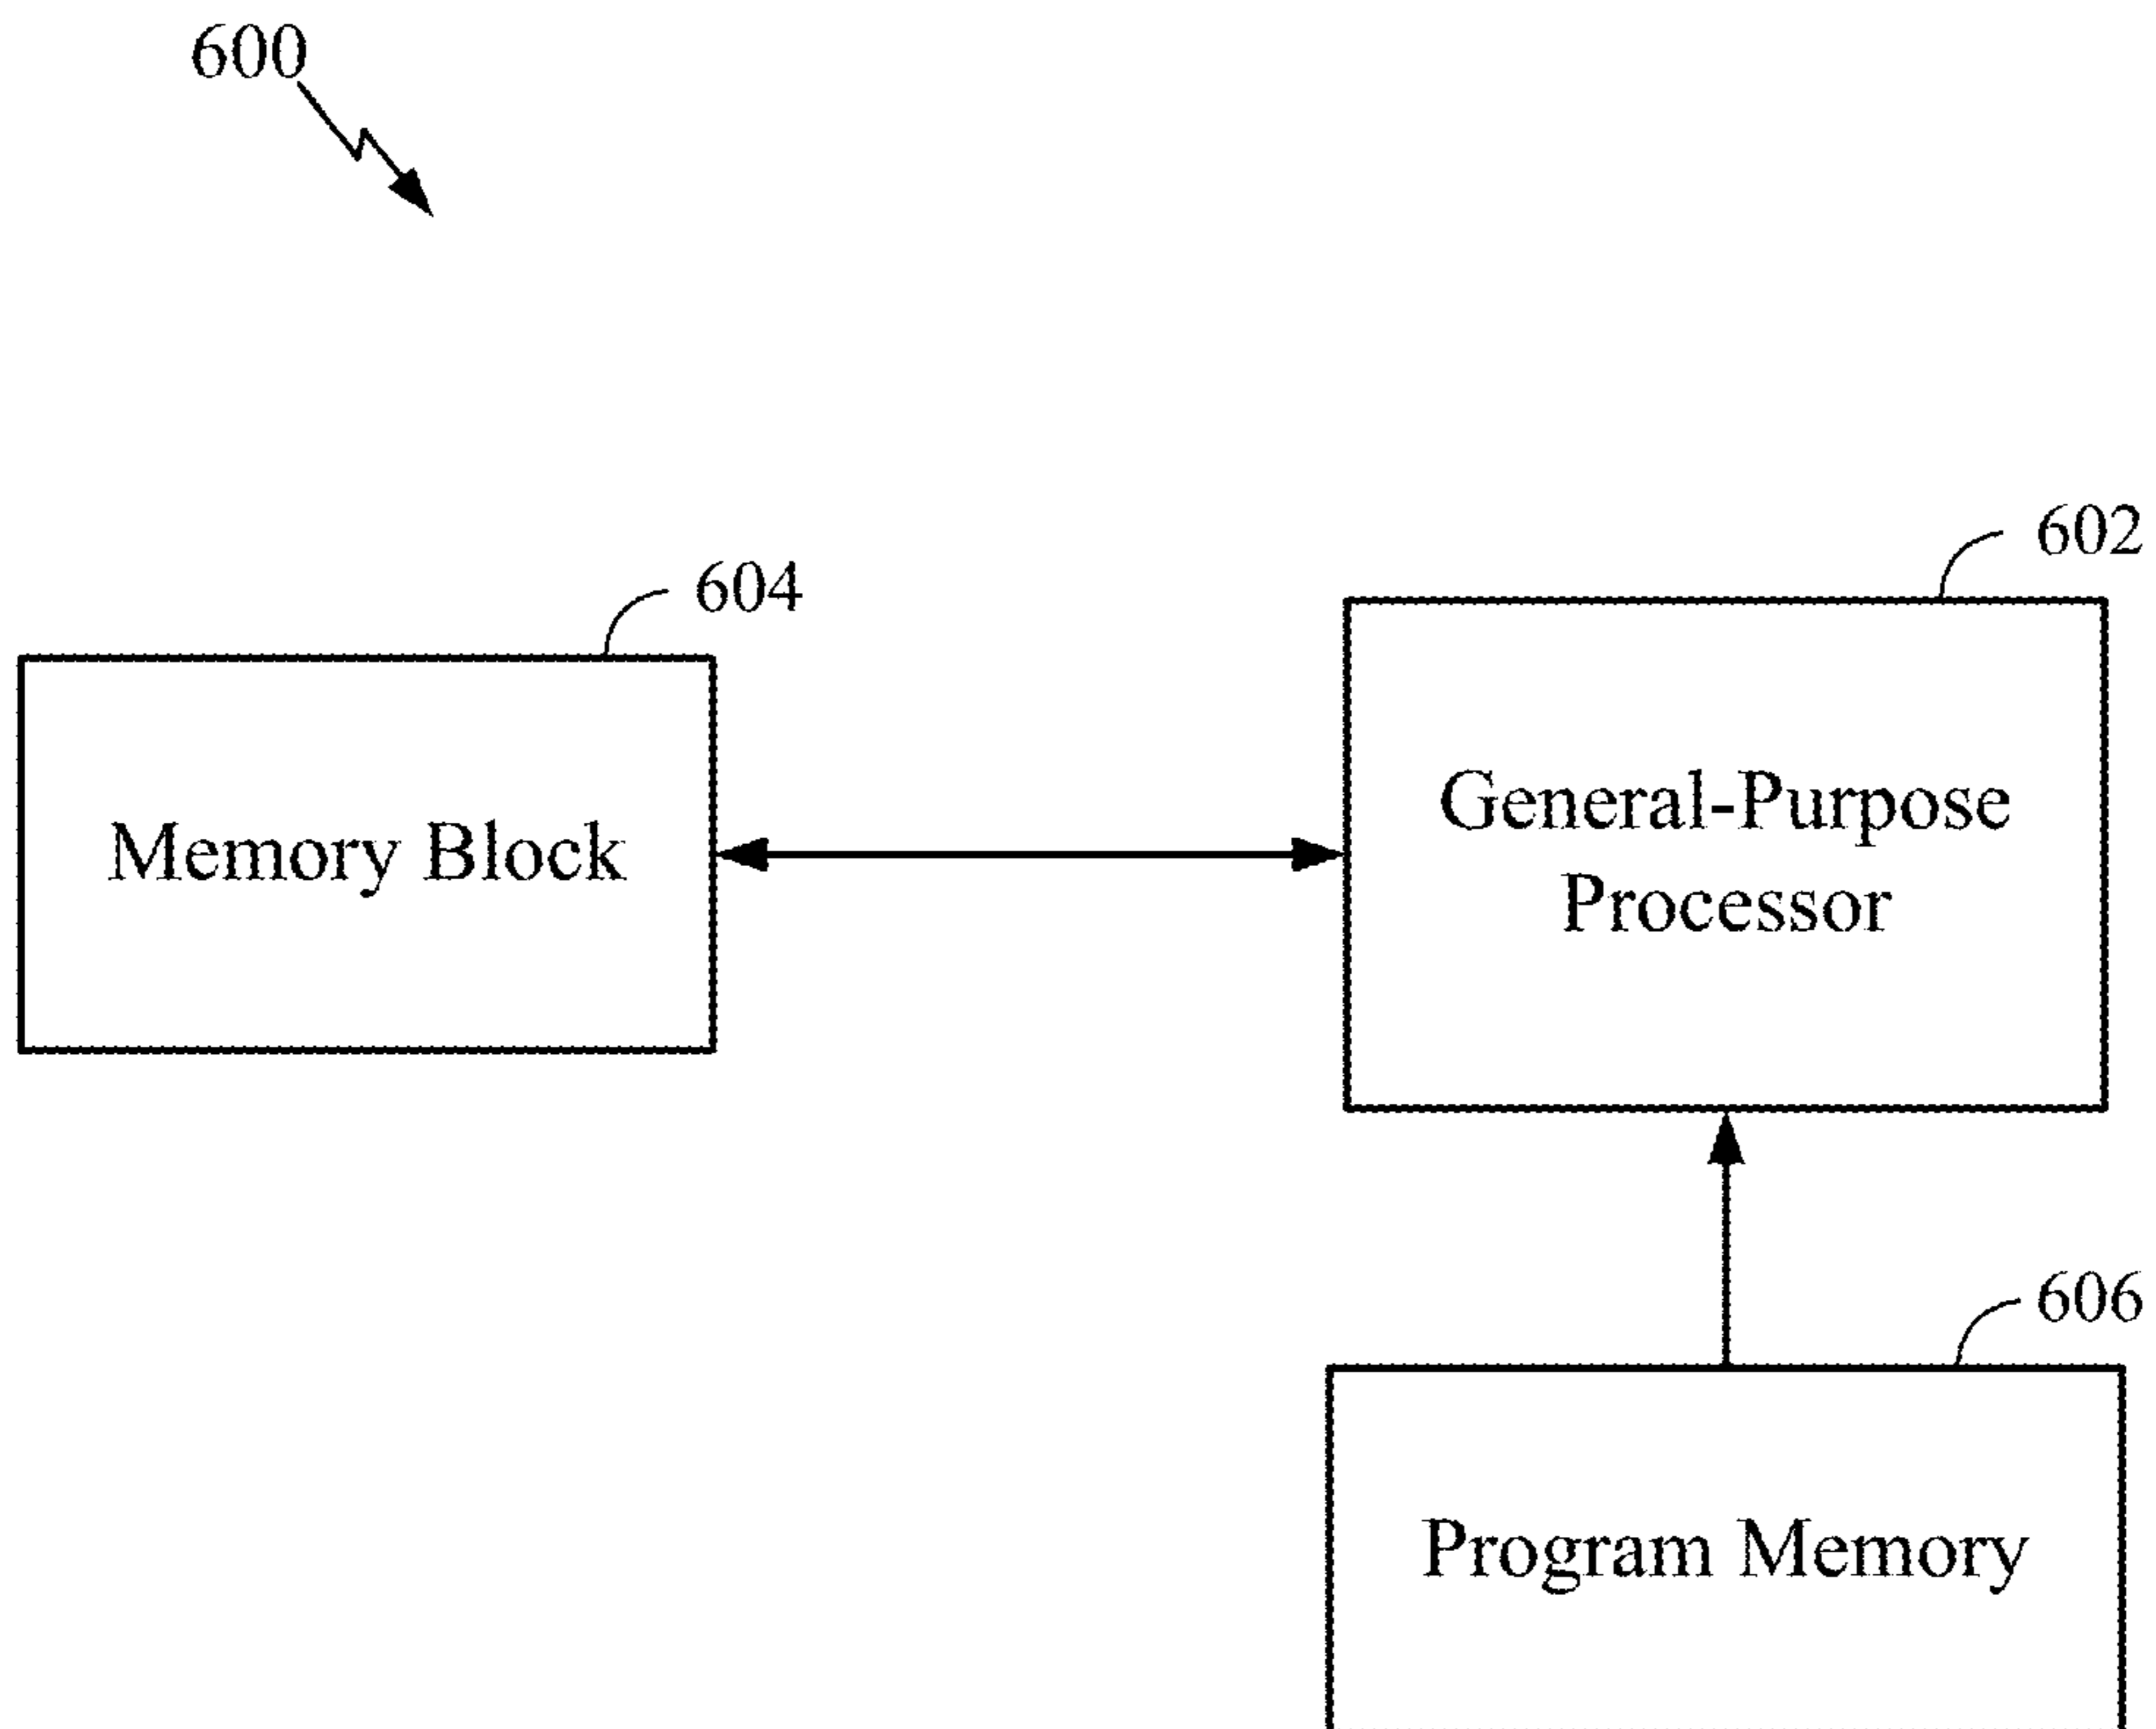 600
602
604
General-Purpose
Processor
Memory Block
606
Program Memory